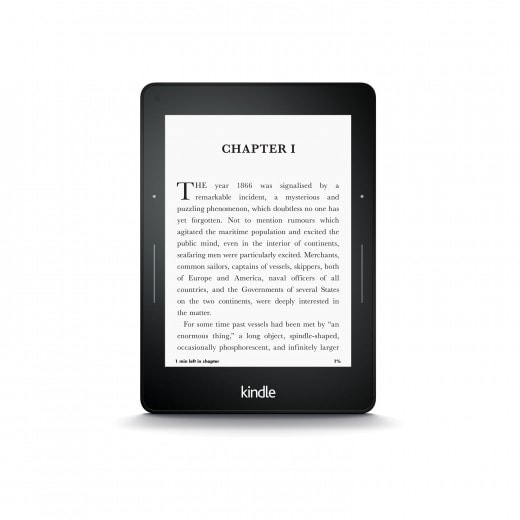 CHAPTER I
THE year 1866 was signalised by a
remarkable incident, a mysterious and
puzzling phenomenon, which doubtless no one has
yet forgotten. Not to mention rumours which
agitated the maritime population and excited the
public mind, even in the interior of continents,
seafaring men were particularly excited. Merchants,
common sailors, captains of vessels, skippers, both
of Europe and America, naval officers of all
countries, and the Governments of several States
on the two continents, were deeply interested in
the matter.
For some time past vessels had been met by “an
enormous thing,” a long object, spindle-shaped,
occasionally phosphorescent, and infinitely larger
1 min left in chapter 1%
kindle